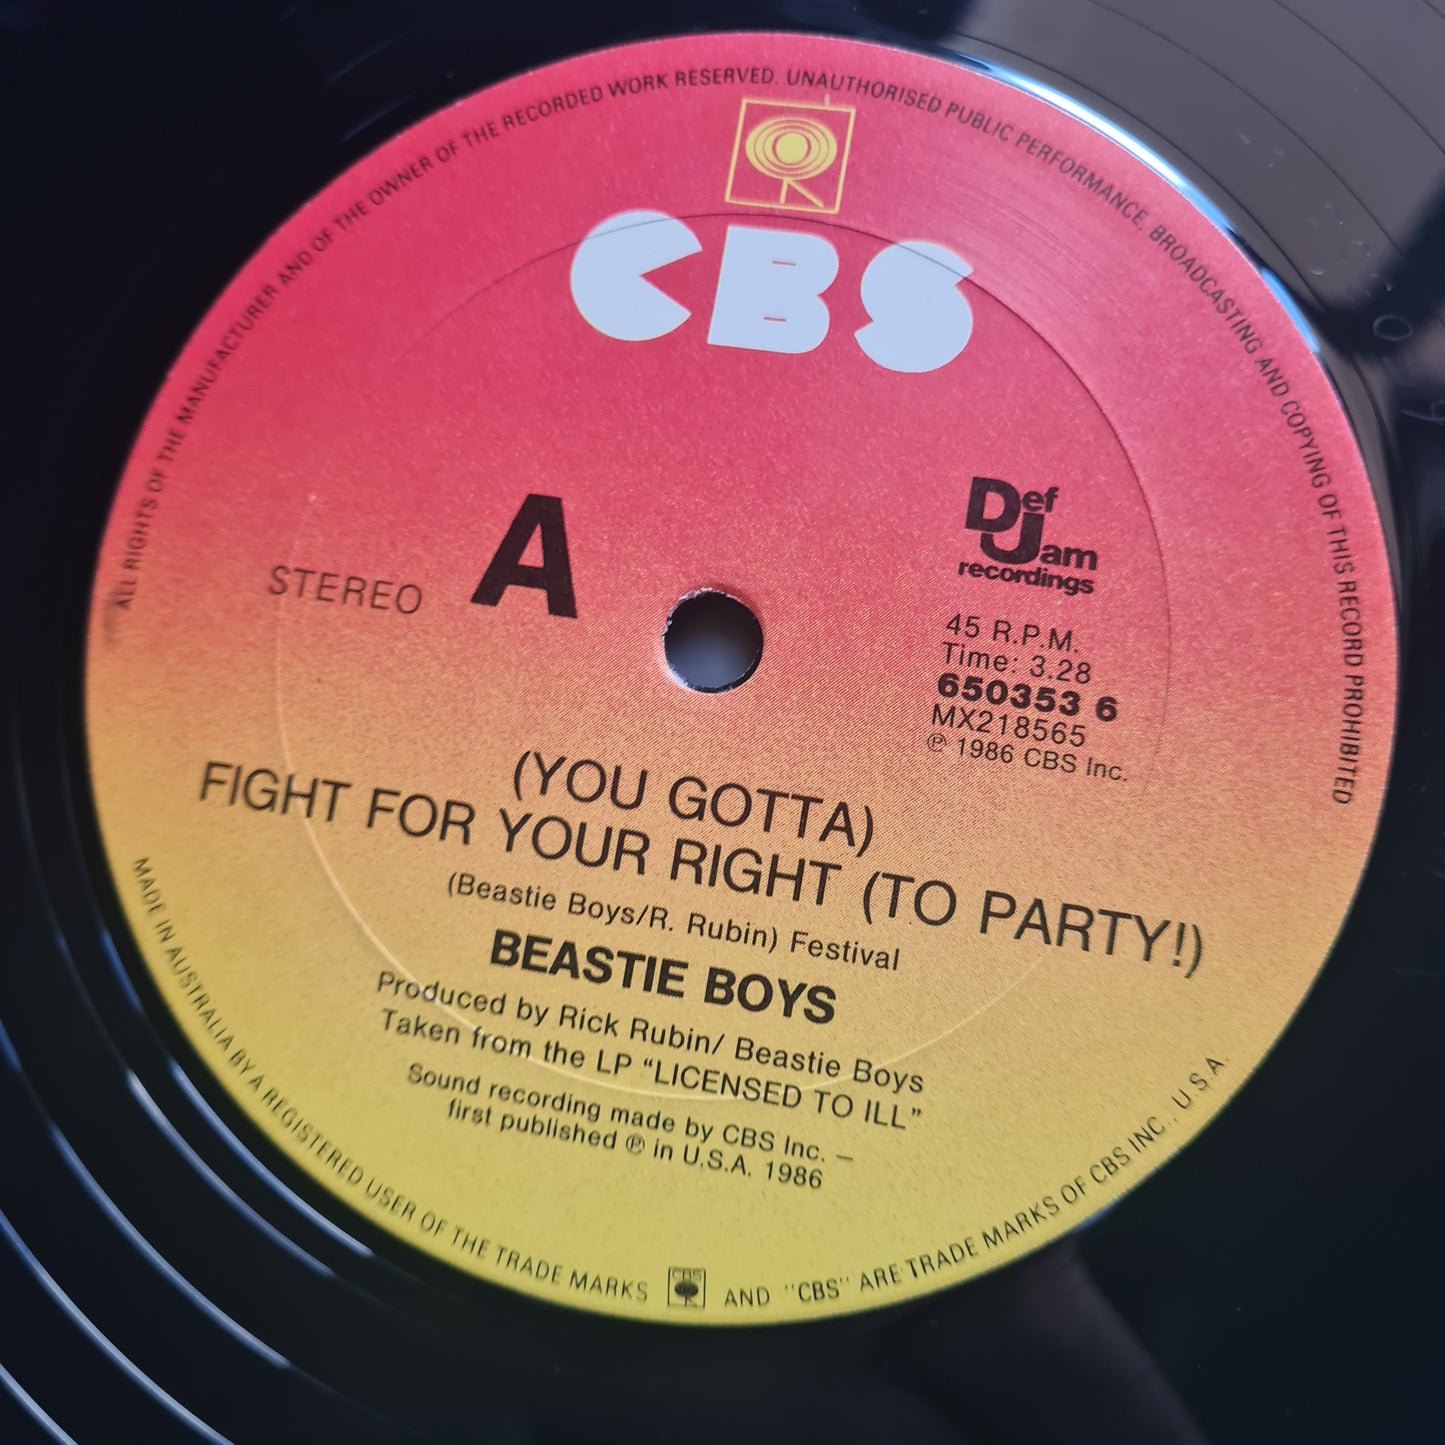 ALL RIGHTS OF THE MANUFACTURER AND OF THE OWNER OF THE RECORDED WORK RESERVED. UNAUTHORISED PUBLIC PERFORMANCE, BROADCASTING AND COPYING OF THIS RECORD PROHIBITED
CBS
Def
Jam
recordings
STEREO
A
45 R.P.M.
Time: 3.28
650353 6
MX218565
℗ 1986 CBS Inc.
(YOU GOTTA)
FIGHT FOR YOUR RIGHT (TO PARTY!)
(Beastie Boys/R. Rubin) Festival
BEASTIE BOYS
Produced by Rick Rubin/ Beastie Boys
Taken from the LP “LICENSED TO ILL”
Sound recording made by CBS Inc. –
first published ℗ in U.S.A. 1986
MADE IN AUSTRALIA BY A REGISTERED USER OF THE TRADE MARKS CBS AND "CBS" ARE TRADE MARKS OF CBS INC., U.S.A.